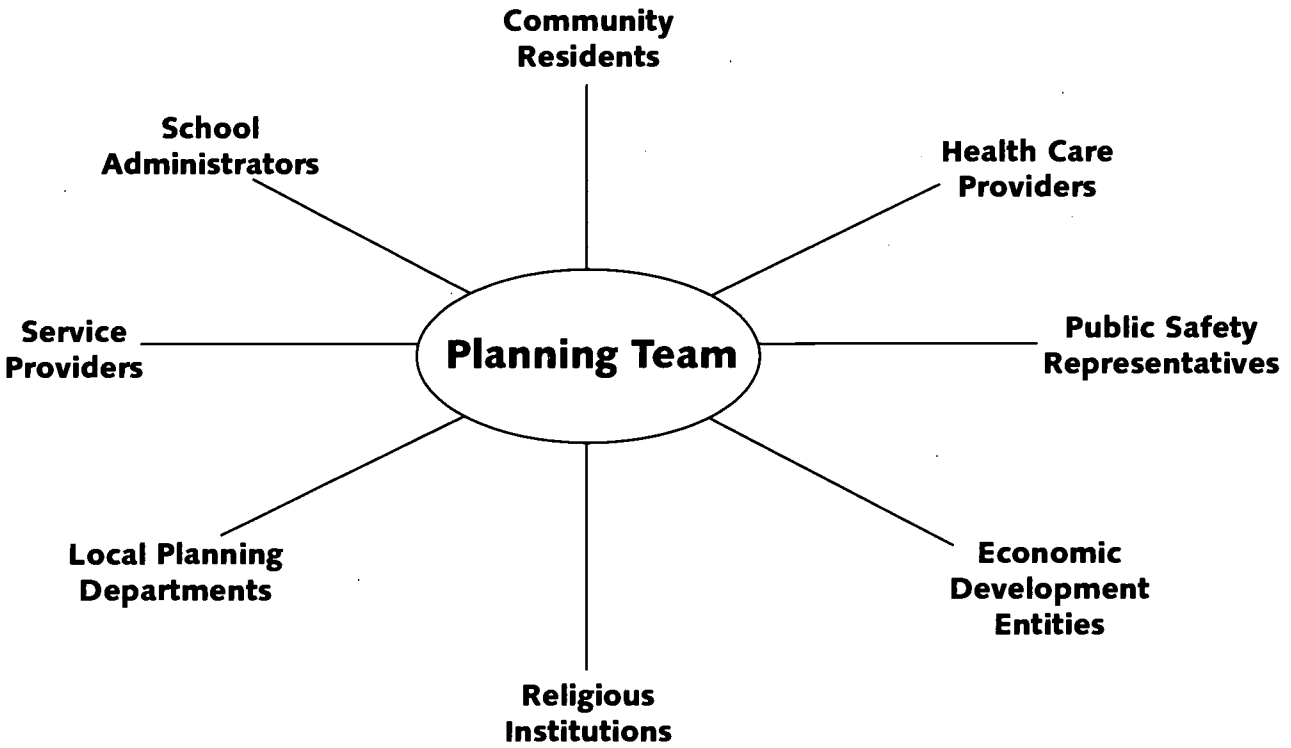 Community
Residents
School
Administrators
Health Care
Providers
Service
Providers
Planning Team
Public Safety
Representatives
Local Planning
Departments
Economic
Development
Entities
Religious
Institutions